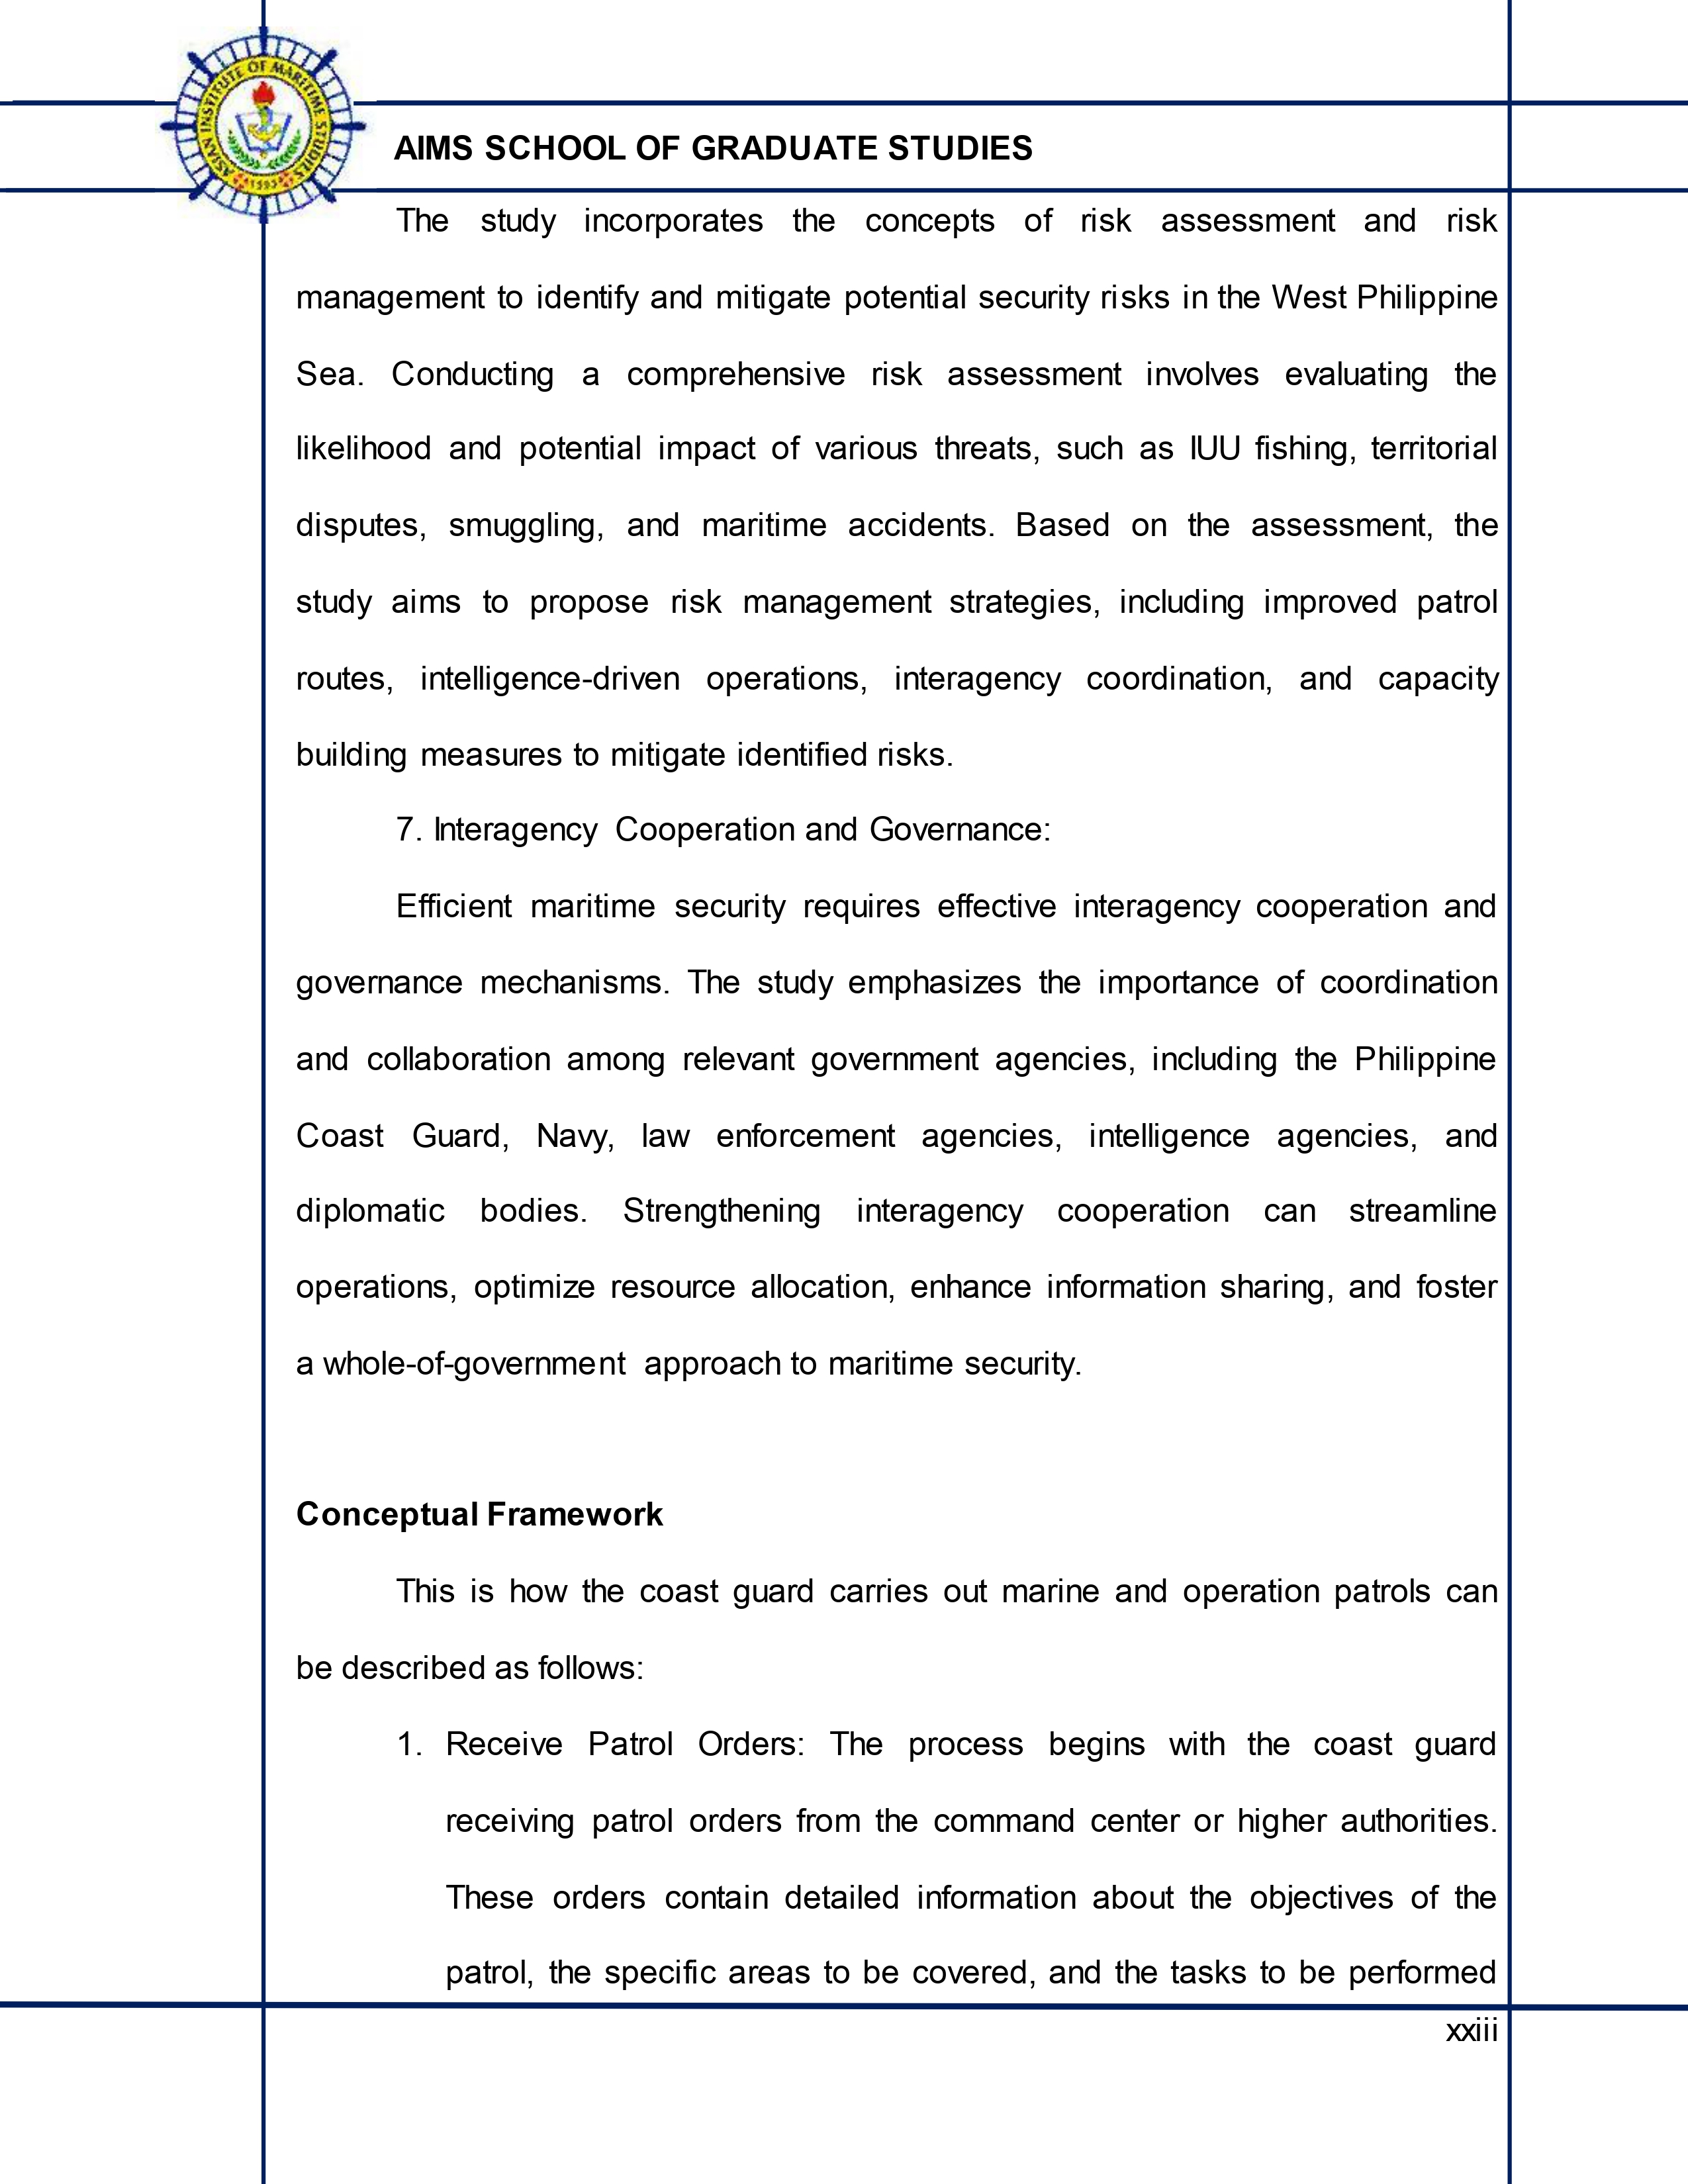 ASIAN INSTITUTE OF MARITIME STUDIES
1993
AIMS SCHOOL OF GRADUATE STUDIES
The study incorporates the concepts of risk assessment and risk
management to identify and mitigate potential security risks in the West Philippine
Sea. Conducting a comprehensive risk assessment involves evaluating the
likelihood and potential impact of various threats, such as IUU fishing, territorial
disputes, smuggling, and maritime accidents. Based on the assessment, the
study aims to propose risk management strategies, including improved patrol
routes, intelligence-driven operations, interagency coordination, and capacity
building measures to mitigate identified risks.
7. Interagency Cooperation and Governance:
Efficient maritime security requires effective interagency cooperation and
governance mechanisms. The study emphasizes the importance of coordination
and collaboration among relevant government agencies, including the Philippine
Coast Guard, Navy, law enforcement agencies, intelligence agencies, and
diplomatic bodies. Strengthening interagency cooperation can streamline
operations, optimize resource allocation, enhance information sharing, and foster
a whole-of-government approach to maritime security.
Conceptual Framework
This is how the coast guard carries out marine and operation patrols can
be described as follows:
1. Receive Patrol Orders: The process begins with the coast guard
receiving patrol orders from the command center or higher authorities.
These orders contain detailed information about the objectives of the
patrol, the specific areas to be covered, and the tasks to be performed
xxiii